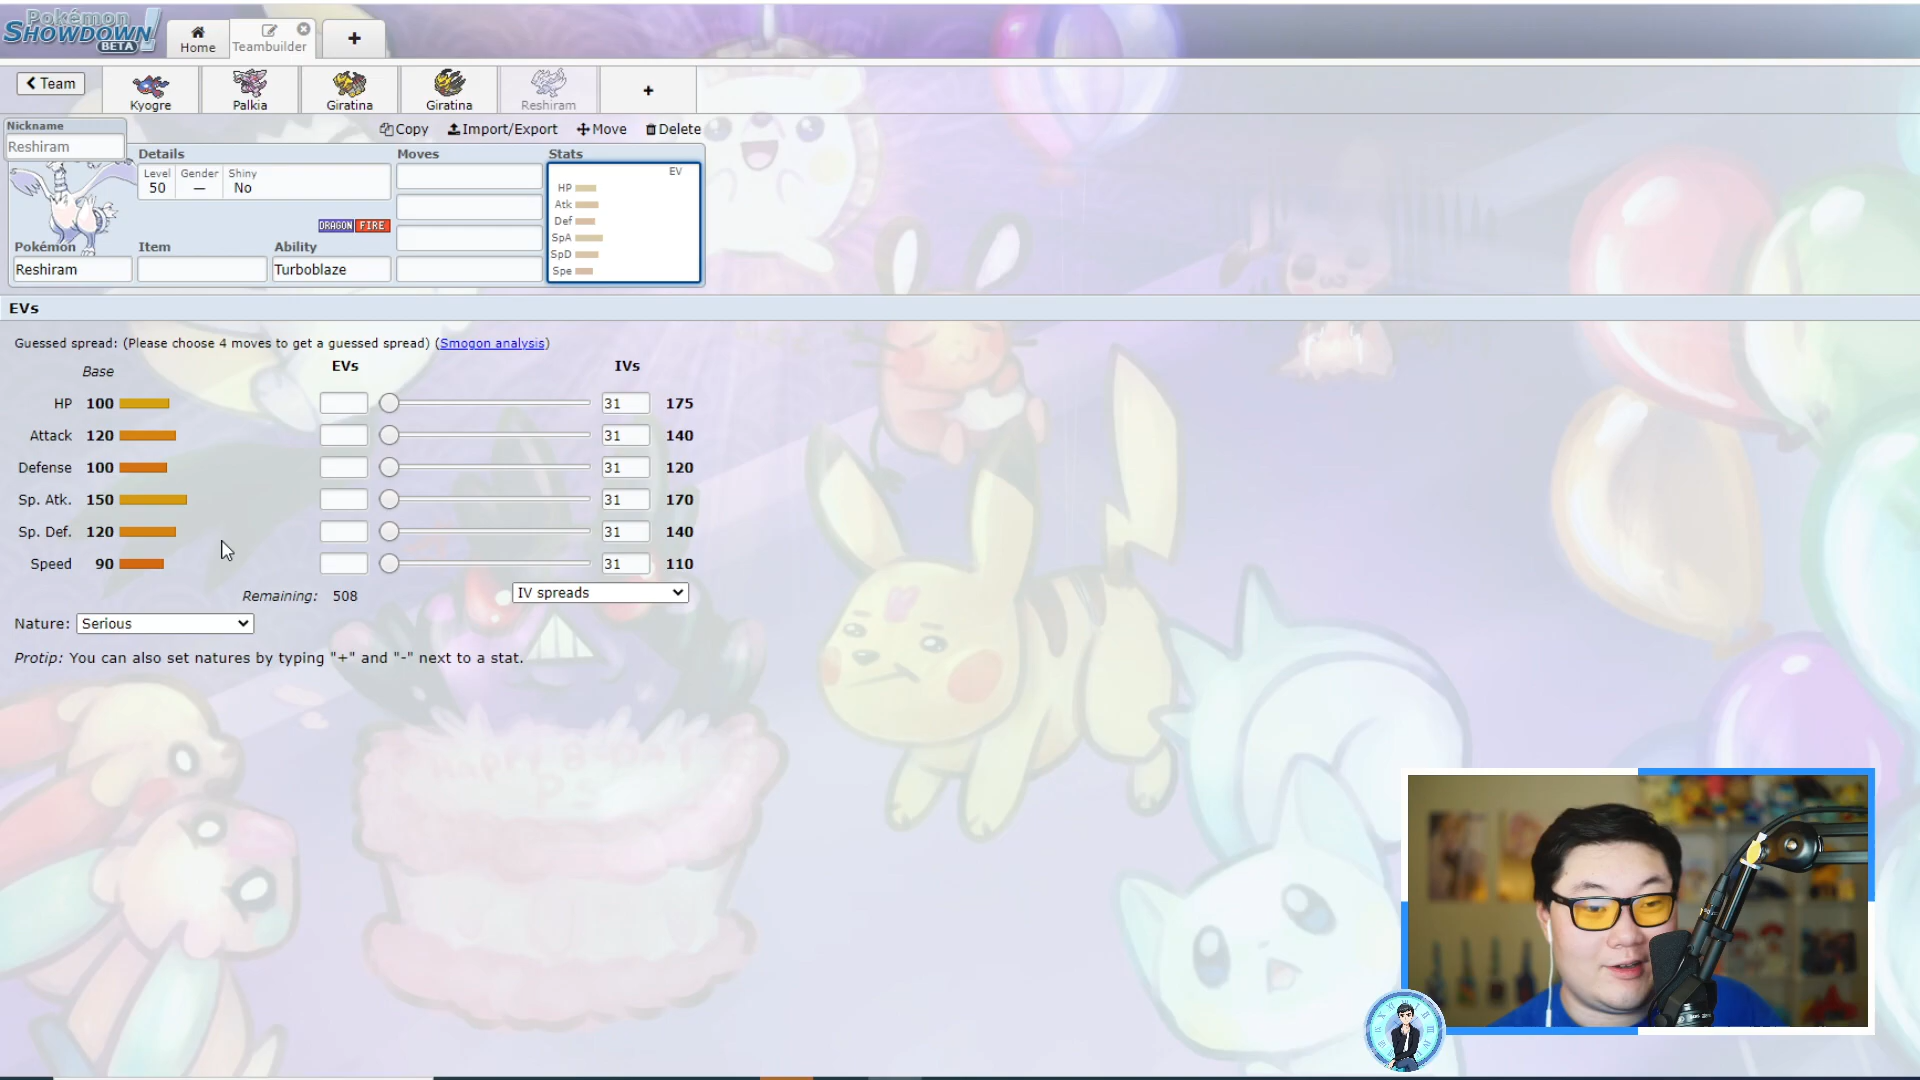 Pokémon
SHOWDOWN!
BETA
Home
Teambuilder
+
Team
Kyogre
Palkia
Giratina
Giratina
Reshiram
+
Nickname
Reshiram
Copy
Import/Export
Move
Delete
Details
Moves
Stats
Level
Gender
Shiny
50
—
No
EV
HP
Atk
Def
SpA
SpD
Spe
DRAGON FIRE
Pokémon
Item
Ability
Reshiram
Turboblaze
EVs
Guessed spread: (Please choose 4 moves to get a guessed spread) (Smogon analysis)
Base EVs IVs
HP 100 31 175
Attack 120 31 140
Defense 100 31 120
Sp. Atk. 150 31 170
Sp. Def. 120 31 140
Speed 90 31 110
Remaining: 508
IV spreads
Nature: Serious
Protip: You can also set natures by typing "+" and "-" next to a stat.